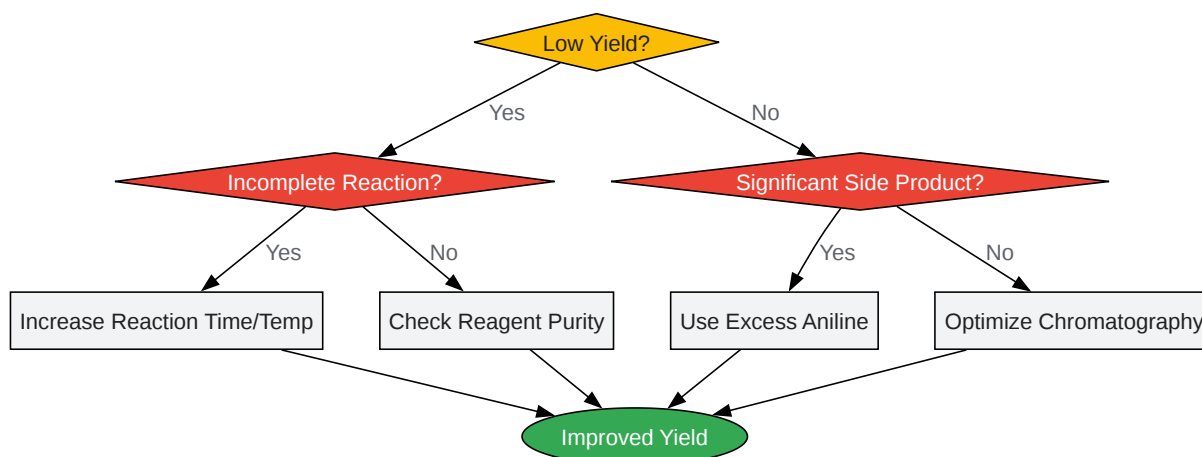 Low Yield?
Yes
No
Incomplete Reaction?
Significant Side Product?
Yes
No
Yes
No
Increase Reaction Time/Temp
Check Reagent Purity
Use Excess Aniline
Optimize Chromatography
Improved Yield